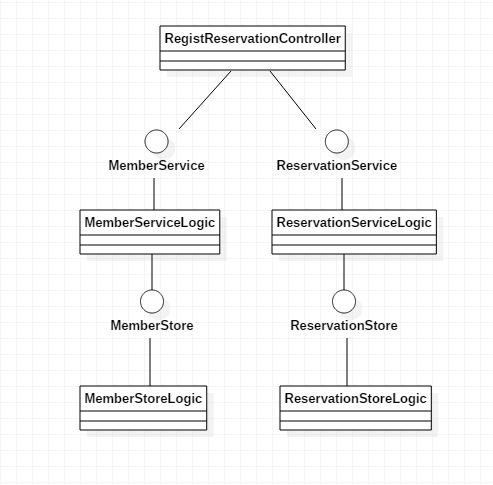 RegistReservationController
MemberService
ReservationService
MemberServiceLogic
ReservationServiceLogic
MemberStore
ReservationStore
MemberStoreLogic
ReservationStoreLogic